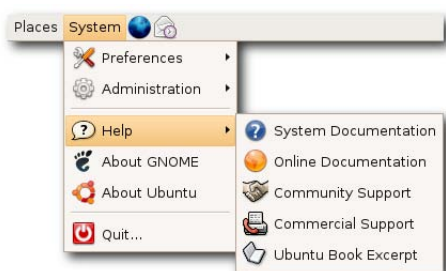 Places System
Preferences
Administration
Help
About GNOME
About Ubuntu
Quit...
System Documentation
Online Documentation
Community Support
Commercial Support
Ubuntu Book Excerpt